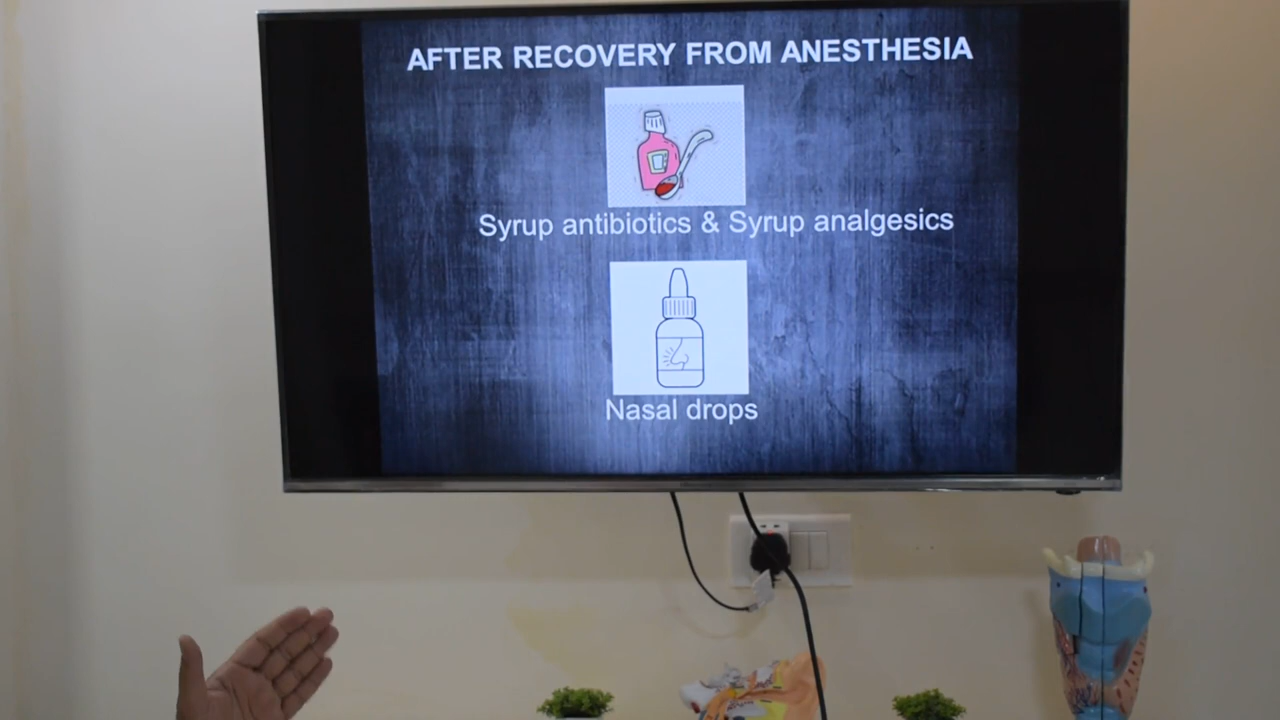 AFTER RECOVERY FROM ANESTHESIA
Syrup antibiotics & Syrup analgesics
Nasal drops